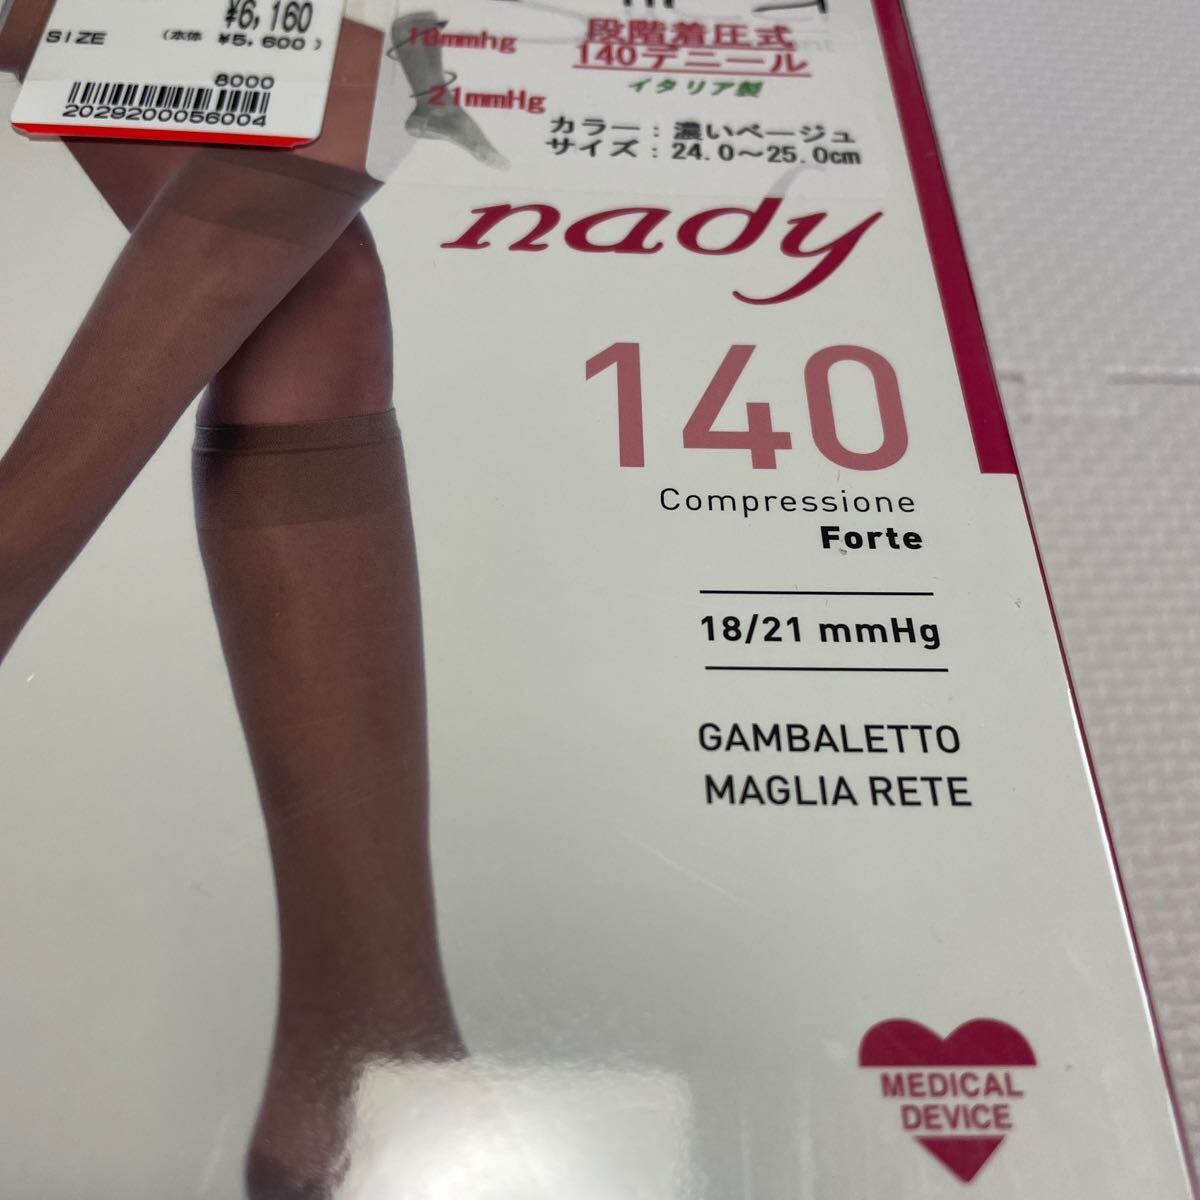 ¥6,160
SIZE (本体 ¥5,600)
8000
2029200056004
18mmhg
21mmHg
段階着圧式
140デニール
イタリア製
カラー：濃いベージュ
サイズ：24.0〜25.0cm
nady
140
Compressione
Forte
18/21 mmHg
GAMBALETTO
MAGLIA RETE
MEDICAL
DEVICE